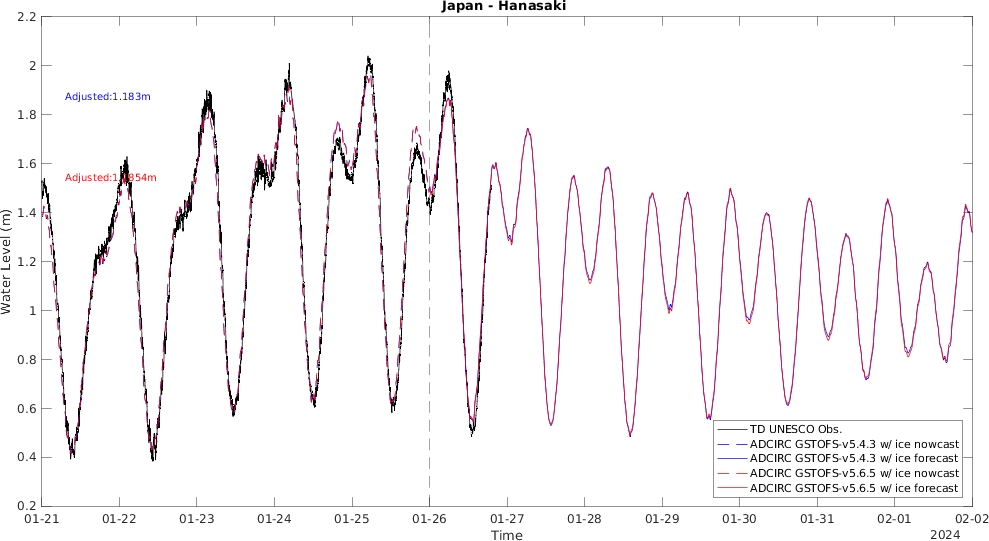 Japan - Hanasaki
2.2
2
1.8
1.6
1.4
1.2
1
0.8
0.6
0.4
0.2
Water Level (m)
Adjusted:1.183m
Adjusted:1. 854m
TD UNESCO Obs.
ADCIRC GSTOFS-v5.4.3 w/ ice nowcast
ADCIRC GSTOFS-v5.4.3 w/ ice forecast
ADCIRC GSTOFS-v5.6.5 w/ ice nowcast
ADCIRC GSTOFS-v5.6.5 w/ ice forecast
01-21 01-22 01-23 01-24 01-25 01-26 01-27 01-28 01-29 01-30 01-31 02-01 02-02
Time
2024